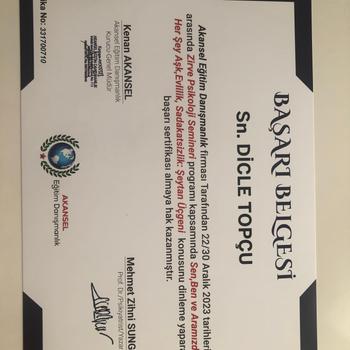 BAŞARI BELGESİ
Sn. DİCLE TOPÇU
Akansel Eğitim Danışmanlık firması Tarafından 22/30 Aralık 2023 tarihleri
arasında Zirve Psikoloji Semineri programı kapsamında Sen,Ben ve Aramızd
Her Şey Aşk,Evlilik, Sadakatsizlik: Şeytan Üçgeni konusunu dinleme yapara
başarı sertifikası almaya hak kazanmıştır.
Kenan AKANSEL
Akansel Eğitim Danışmanlık
Kurucu-Genel Müdür
AKANSEL
Eğitim Danışmanlık
Mehmet Zihni SUNG
Prof. Dr./Psikiyatrist/Yazar
ika No: 331700710